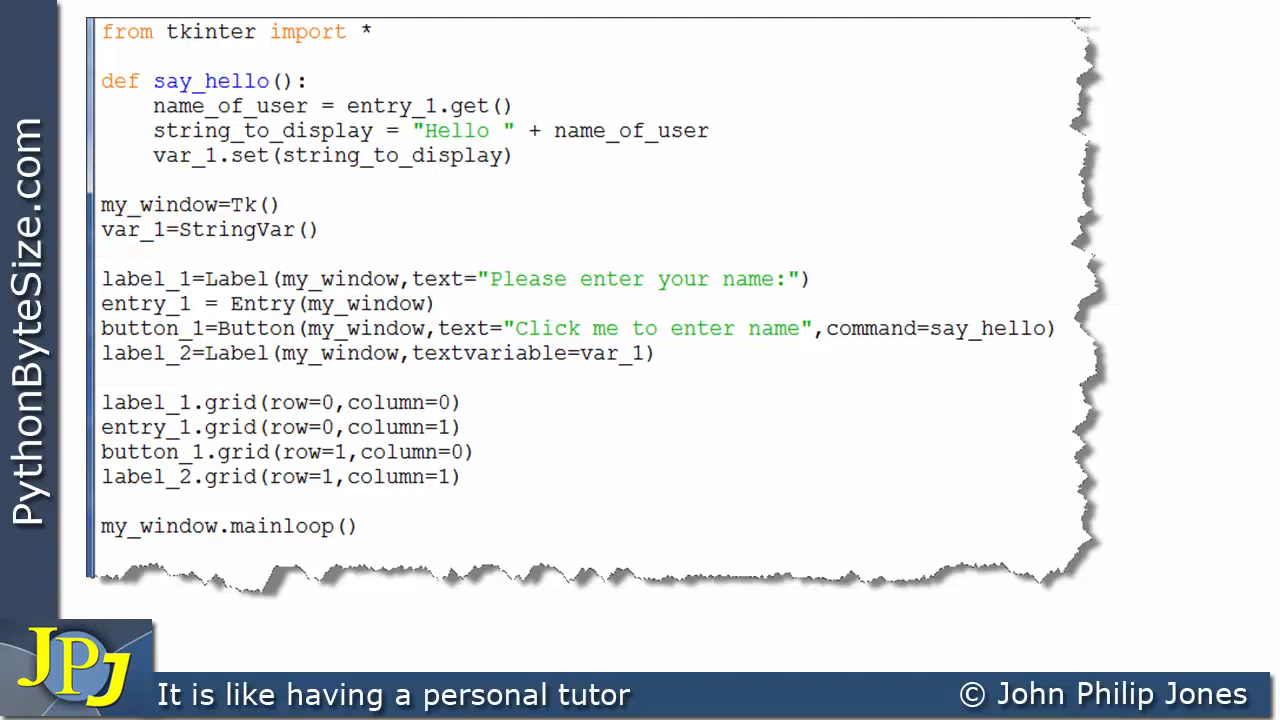 from tkinter import *
def say_hello():
name_of_user = entry_1.get()
string_to_display = "Hello " + name_of_user
var_1.set(string_to_display)
my_window=Tk()
var_1=StringVar()
label_1=Label(my_window,text="Please enter your name:")
entry_1 = Entry(my_window)
button_1=Button(my_window,text="Click me to enter name",command=say_hello)
label_2=Label(my_window,textvariable=var_1)
label_1.grid(row=0,column=0)
entry_1.grid(row=0,column=1)
button_1.grid(row=1,column=0)
label_2.grid(row=1,column=1)
my_window.mainloop()
PythonByteSize.com
JPJ
It is like having a personal tutor
© John Philip Jones